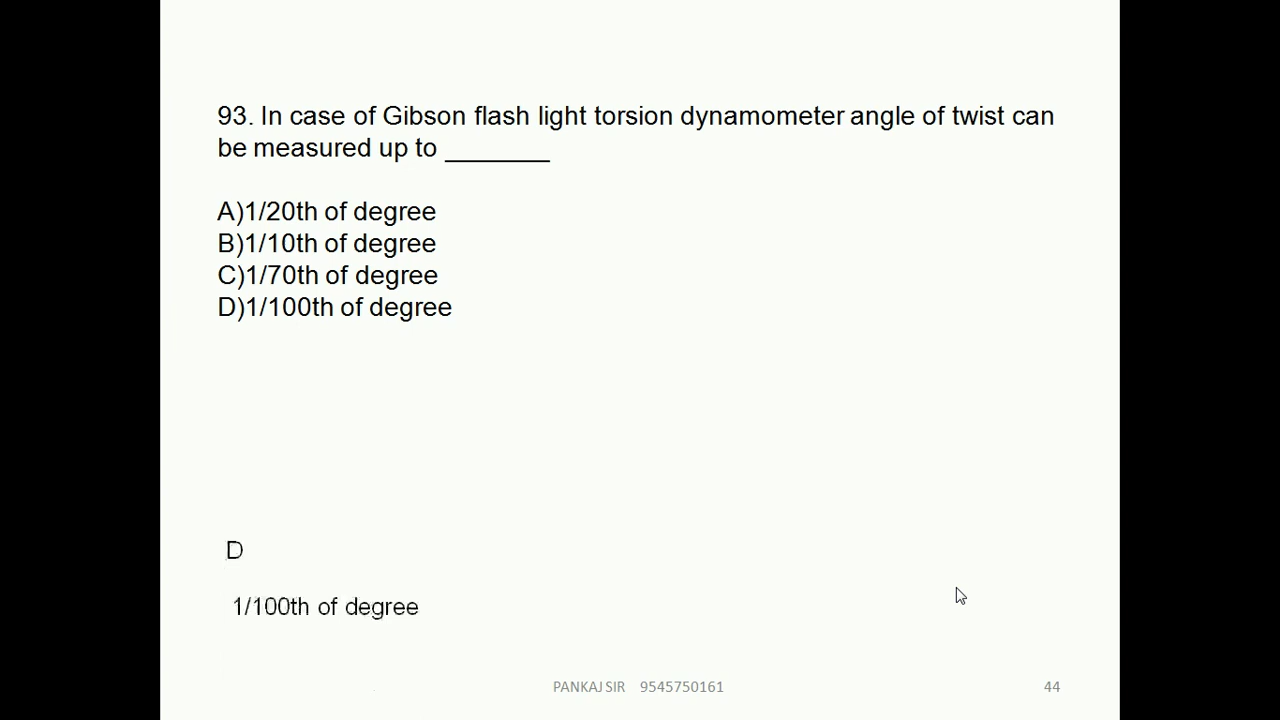 93. In case of Gibson flash light torsion dynamometer angle of twist can
be measured up to _______
A)1/20th of degree
B)1/10th of degree
C)1/70th of degree
D)1/100th of degree
D
1/100th of degree
PANKAJ SIR 9545750161
44